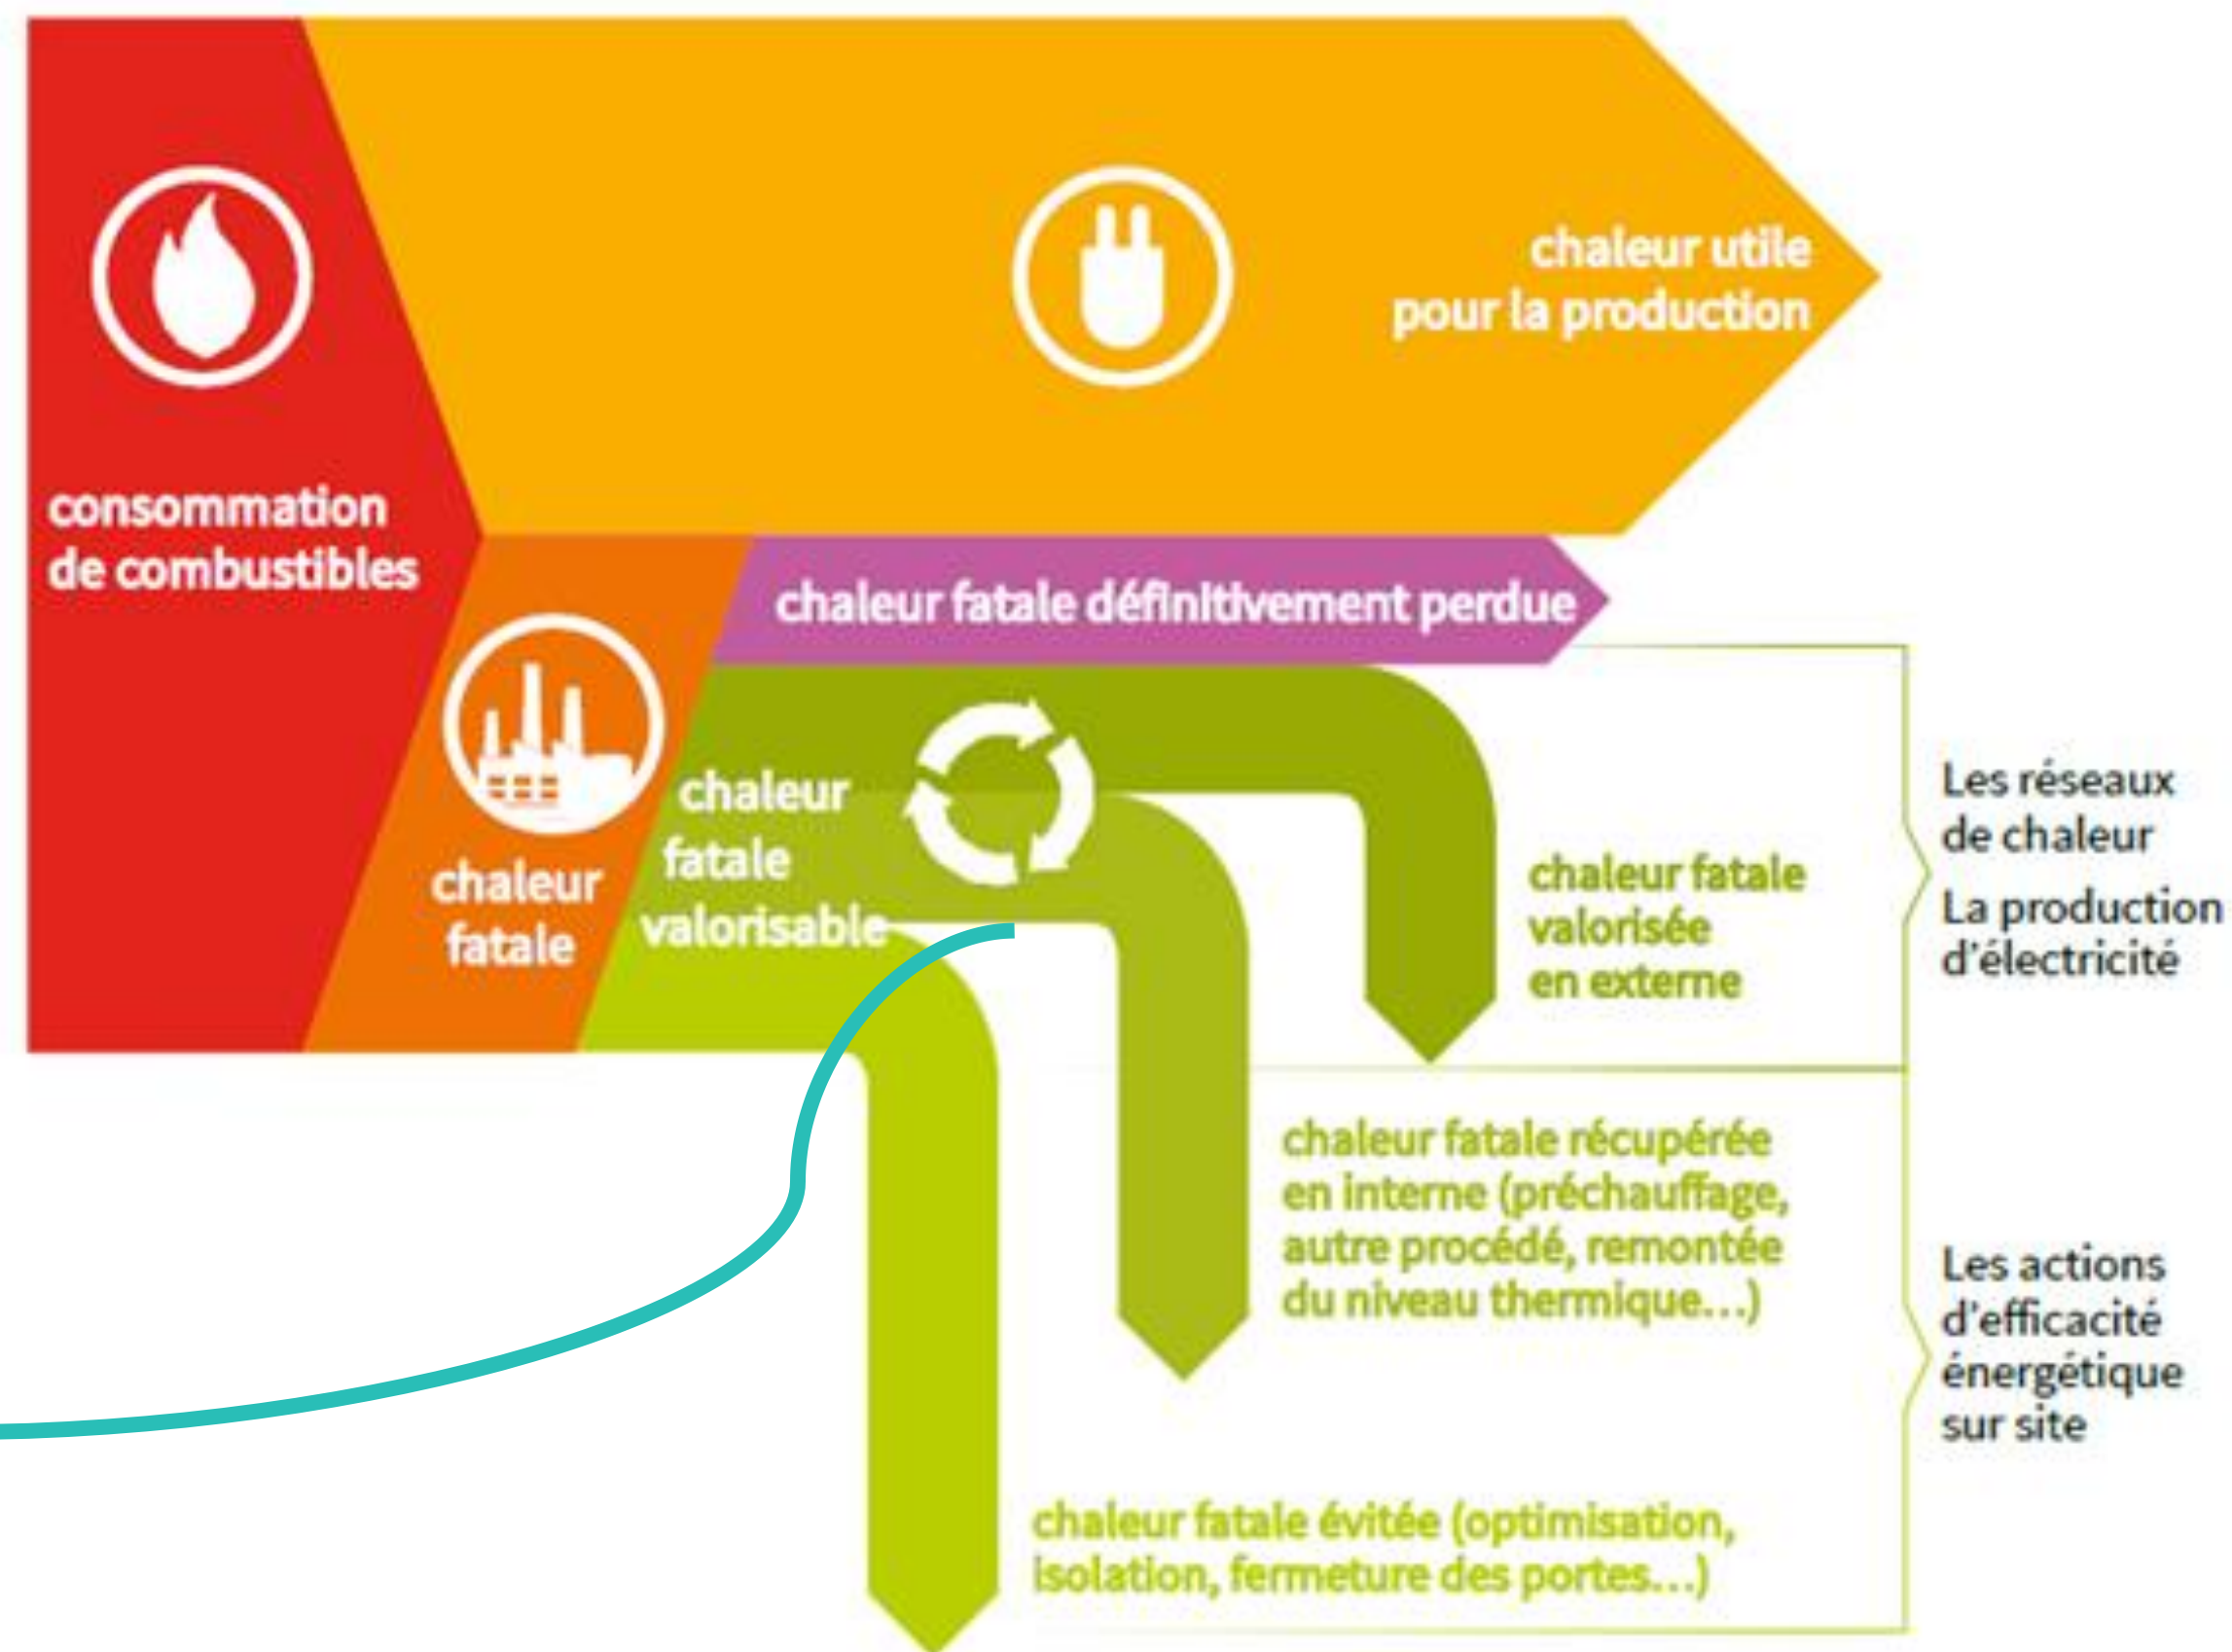 consommation
de combustibles
chaleur utile
pour la production
chaleur fatale définitivement perdue
chaleur
fatale
chaleur
fatale
valorisable
chaleur fatale
valorisée
en externe
Les réseaux
de chaleur
La production
d'électricité
chaleur fatale récupérée
en interne (préchauffage,
autre procédé, remontée
du niveau thermique...)
Les actions
d'efficacité
énergétique
sur site
chaleur fatale évitée (optimisation,
isolation, fermeture des portes...)